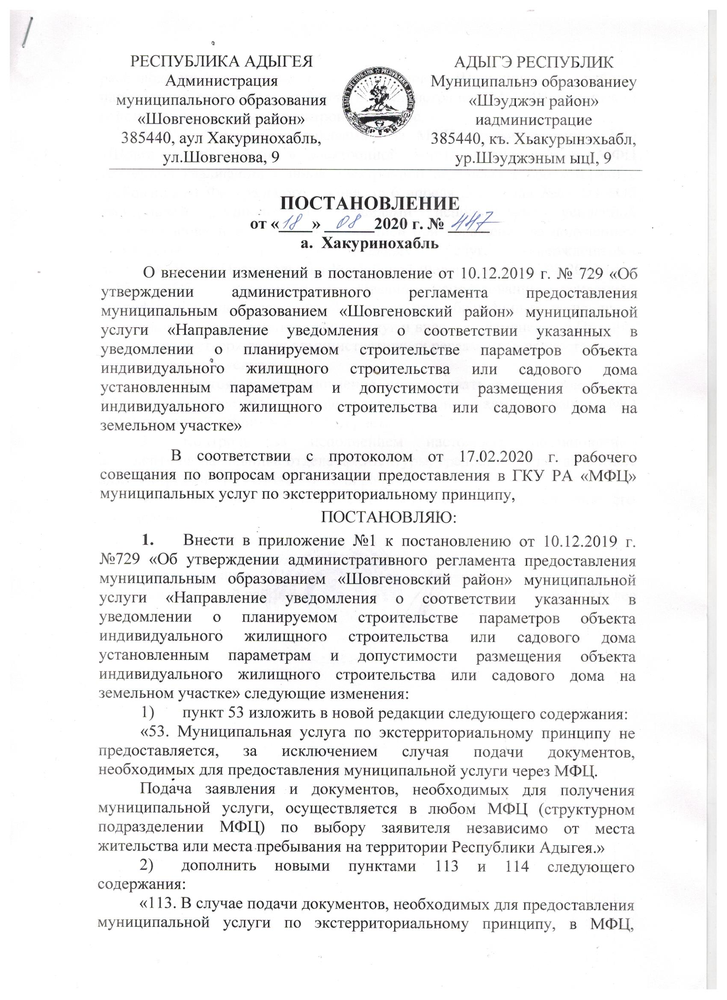 РЕСПУБЛИКА АДЫГЕЯ
Администрация
муниципального образования
«Шовгеновский район»
385440, аул Хакуринохабль,
ул.Шовгенова, 9
АДЫГЭ РЕСПУБЛИК
Муниципальнэ образованиеу
«Шэуджэн район»
иадминистрацие
385440, къ. Хьакурынэхьабл,
ур.Шэуджэным ыцI, 9
ПОСТАНОВЛЕНИЕ
от «18» 08 2020 г. № 447
а. Хакуринохабль
О внесении изменений в постановление от 10.12.2019 г. № 729 «Об
утверждении административного регламента предоставления
муниципальным образованием «Шовгеновский район» муниципальной
услуги «Направление уведомления о соответствии указанных в
уведомлении о планируемом строительстве параметров объекта
индивидуального жилищного строительства или садового дома
установленным параметрам и допустимости размещения объекта
индивидуального жилищного строительства или садового дома на
земельном участке»
В соответствии с протоколом от 17.02.2020 г. рабочего
совещания по вопросам организации предоставления в ГКУ РА «МФЦ»
муниципальных услуг по экстерриториальному принципу,
ПОСТАНОВЛЯЮ:
1. Внести в приложение №1 к постановлению от 10.12.2019 г.
№729 «Об утверждении административного регламента предоставления
муниципальным образованием «Шовгеновский район» муниципальной
услуги «Направление уведомления о соответствии указанных в
уведомлении о планируемом строительстве параметров объекта
индивидуального жилищного строительства или садового дома
установленным параметрам и допустимости размещения объекта
индивидуального жилищного строительства или садового дома на
земельном участке» следующие изменения:
1) пункт 53 изложить в новой редакции следующего содержания:
«53. Муниципальная услуга по экстерриториальному принципу не
предоставляется, за исключением случая подачи документов,
необходимых для предоставления муниципальной услуги через МФЦ.
Подача заявления и документов, необходимых для получения
муниципальной услуги, осуществляется в любом МФЦ (структурном
подразделении МФЦ) по выбору заявителя независимо от места
жительства или места пребывания на территории Республики Адыгея.»
2) дополнить новыми пунктами 113 и 114 следующего
содержания:
«113. В случае подачи документов, необходимых для предоставления
муниципальной услуги по экстерриториальному принципу, в МФЦ,